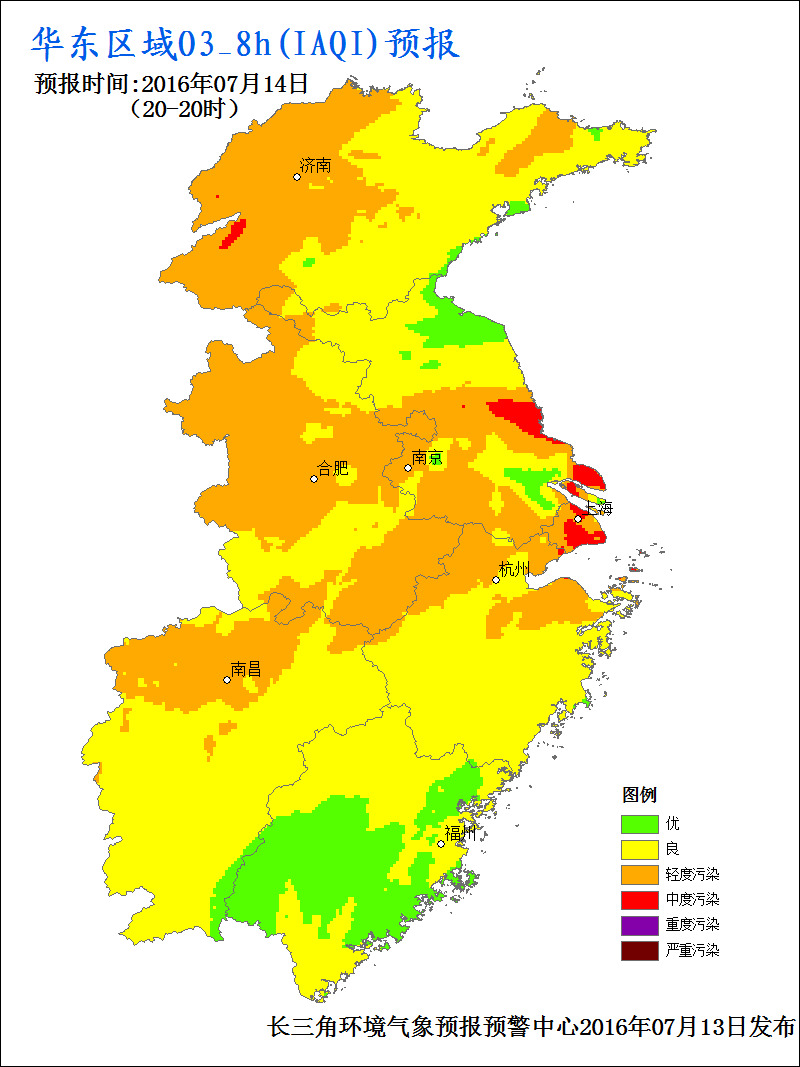 华东区域O3_8h(IAQI)预报
预报时间:2016年07月14日
（20-20时）
济南
合肥
南京
上海
杭州
南昌
福州
图例
优
良
轻度污染
中度污染
重度污染
严重污染
长三角环境气象预报预警中心2016年07月13日发布